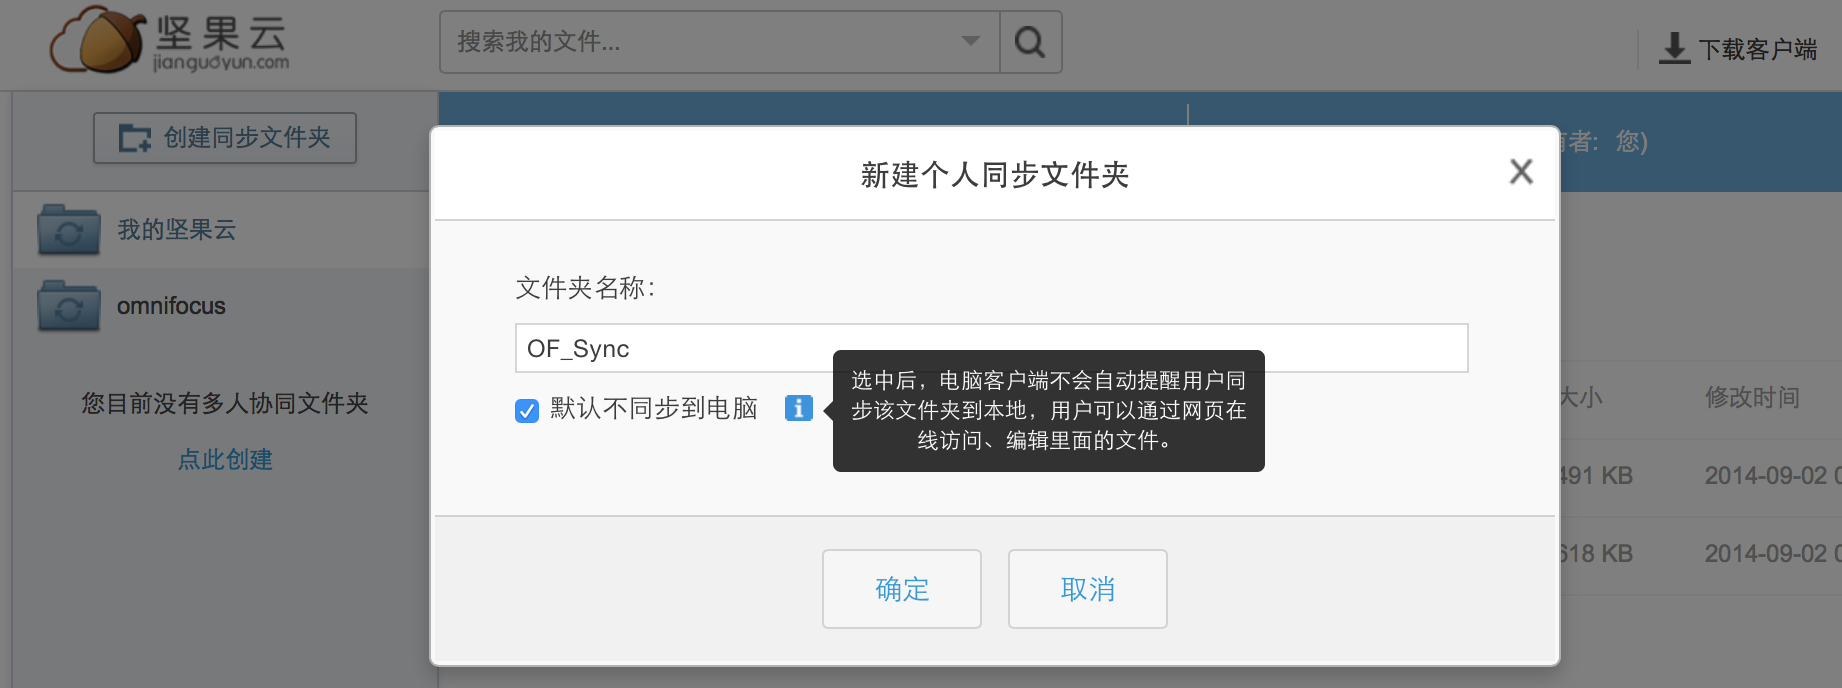 坚果云
jianguoyun.com
搜索我的文件...
下载客户端
创建同步文件夹
者：您)
我的坚果云
omnifocus
您目前没有多人协同文件夹
点此创建
新建个人同步文件夹
X
文件夹名称：
OF_Sync
默认不同步到电脑
i
选中后，电脑客户端不会自动提醒用户同
步该文件夹到本地，用户可以通过网页在
线访问、编辑里面的文件。
确定
取消
大小
修改时间
491 KB
2014-09-02
618 KB
2014-09-02